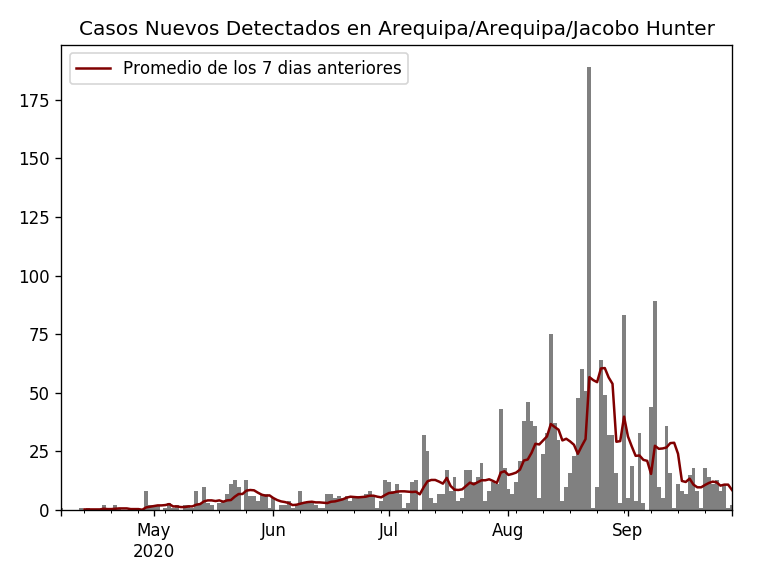 Casos Nuevos Detectados en Arequipa/Arequipa/Jacobo Hunter
Promedio de los 7 dias anteriores
175
150
125
100
75
50
25
0
May
2020
Jun
Jul
Aug
Sep